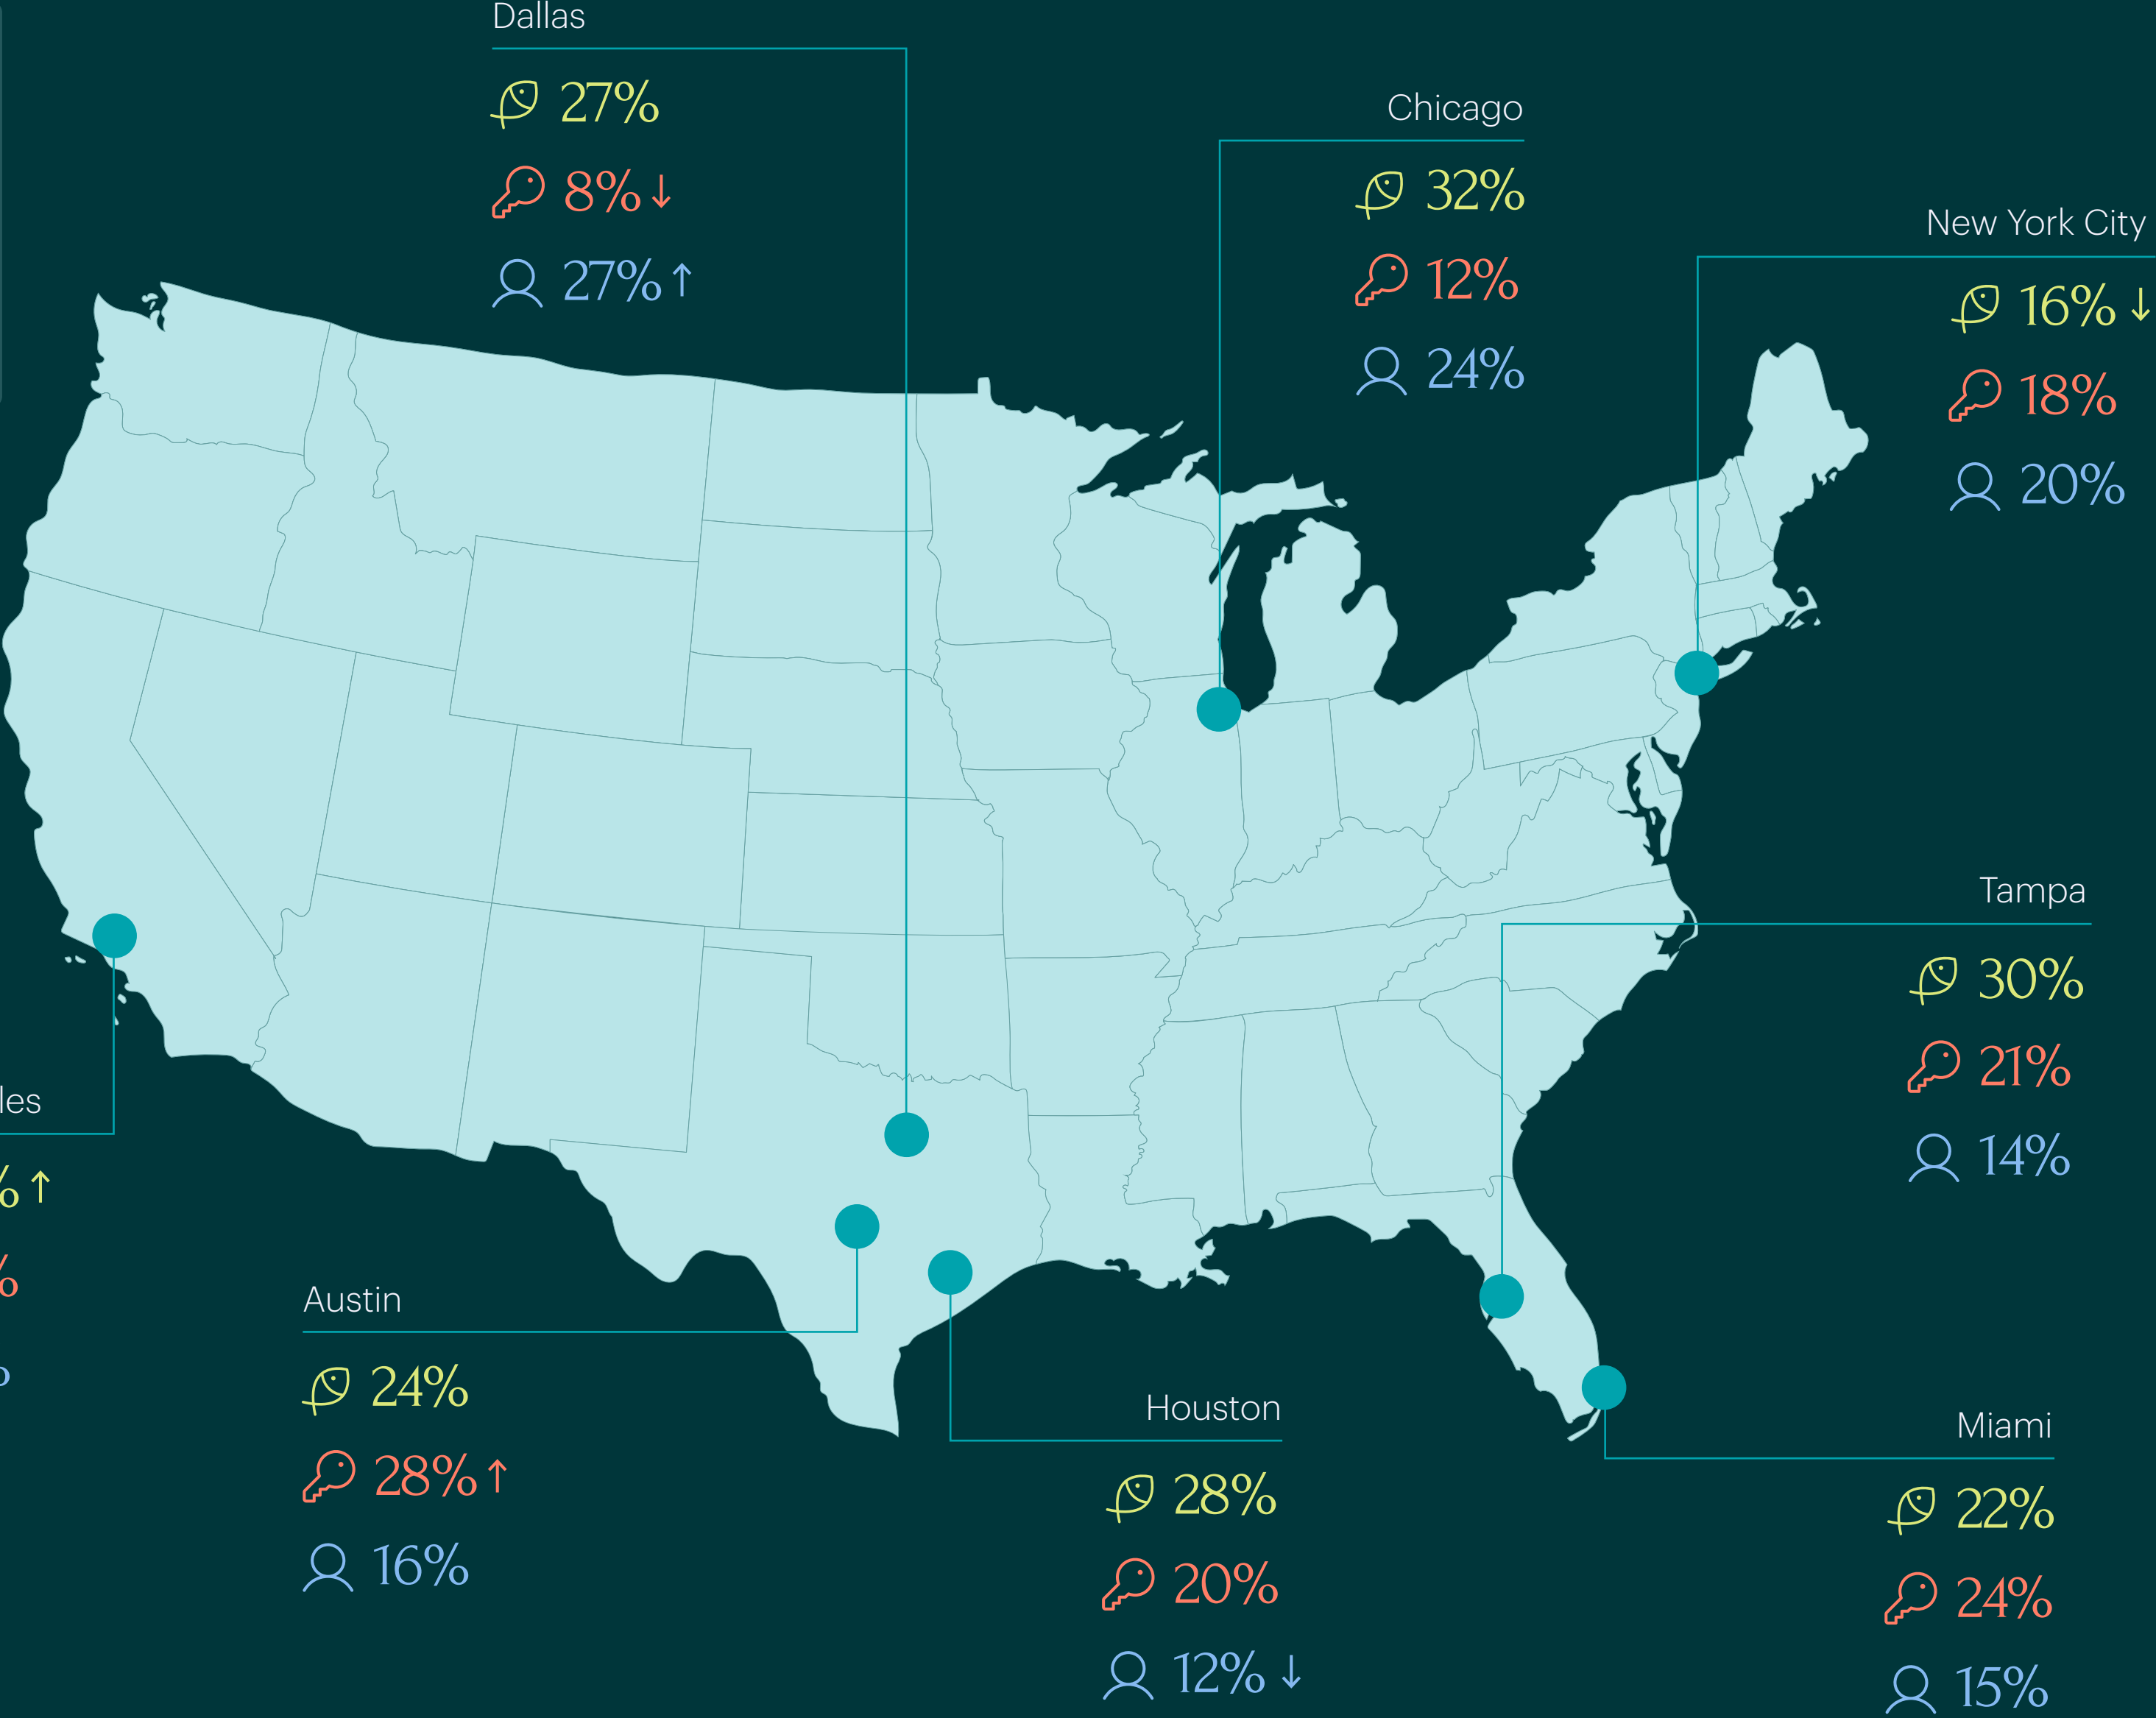 Dallas
27%
8% ↓
27% ↑
Chicago
32%
12%
24%
New York City
16% ↓
18%
20%
Tampa
30%
21%
14%
les
% ↑
%
Austin
24%
28% ↑
16%
Houston
28%
20%
12% ↓
Miami
22%
24%
15%